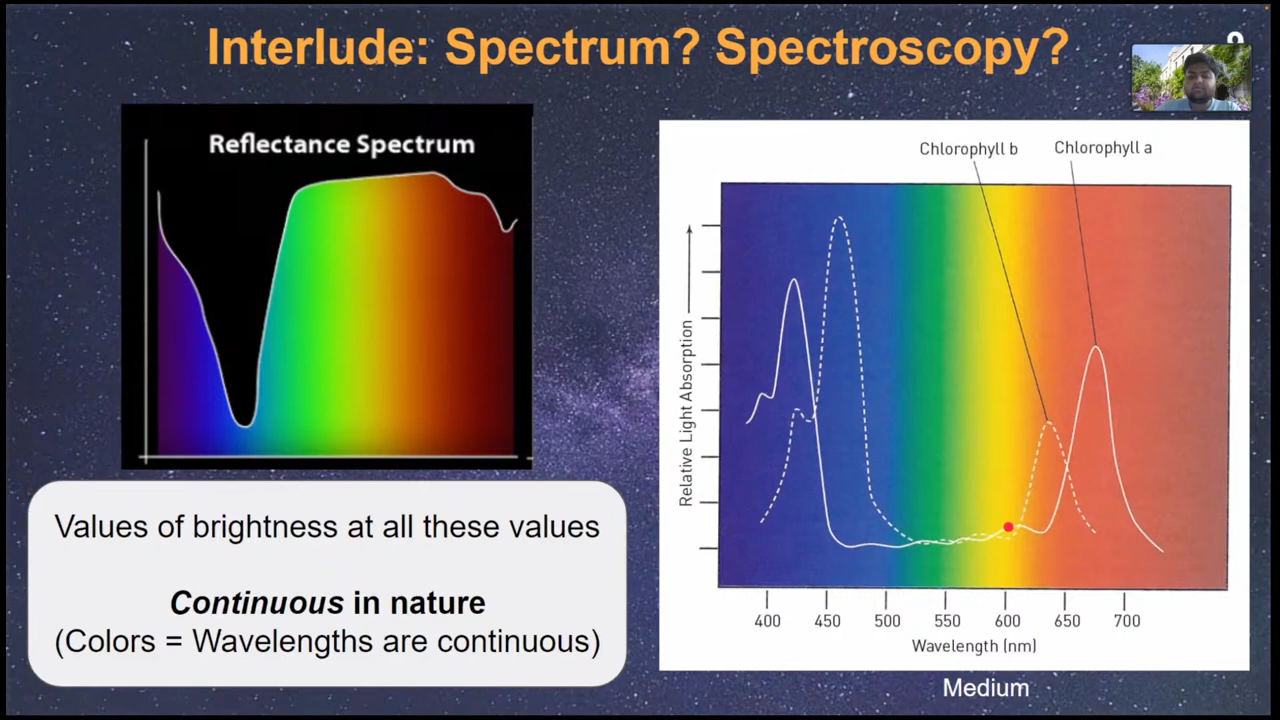 Interlude: Spectrum? Spectroscopy?
Reflectance Spectrum
Values of brightness at all these values
Continuous in nature
(Colors = Wavelengths are continuous)
Chlorophyll b
Chlorophyll a
Relative Light Absorption
400 450 500 550 600 650 700
Wavelength (nm)
Medium